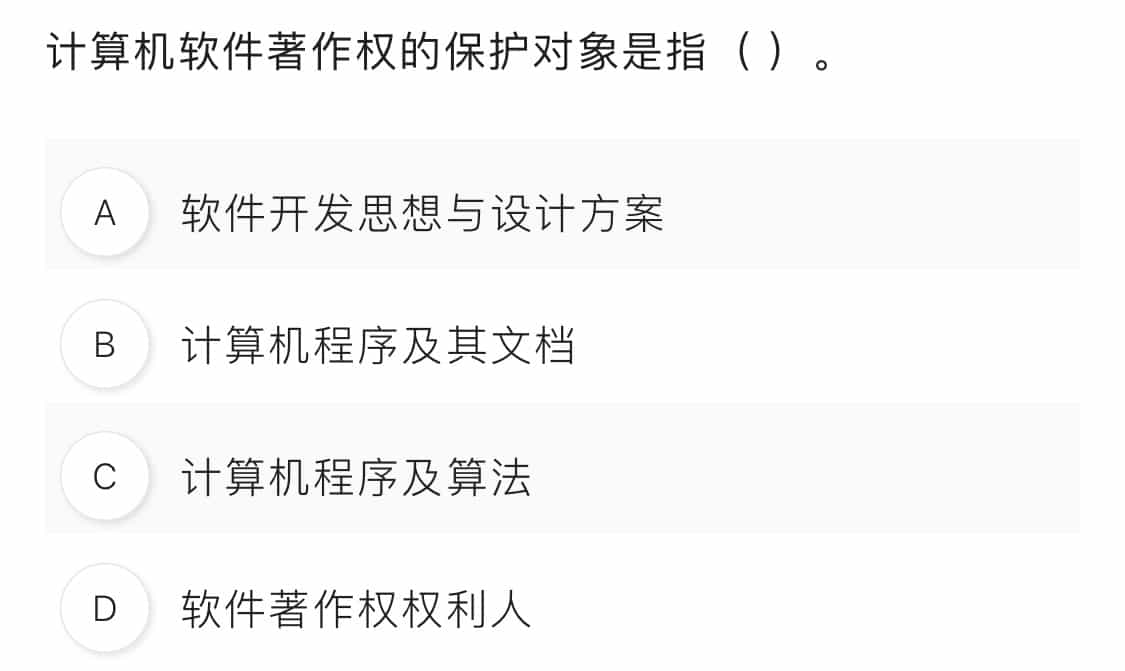 计算机软件著作权的保护对象是指（ ）。
A 软件开发思想与设计方案
B 计算机程序及其文档
C 计算机程序及算法
D 软件著作权权利人